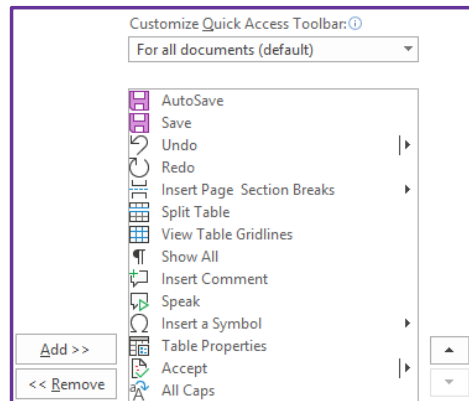 Customize Quick Access Toolbar:
For all documents (default)
AutoSave
Save
Undo
Redo
Insert Page  Section Breaks
Split Table
View Table Gridlines
Show All
Insert Comment
Speak
Insert a Symbol
Table Properties
Accept
All Caps
Add >>
<< Remove